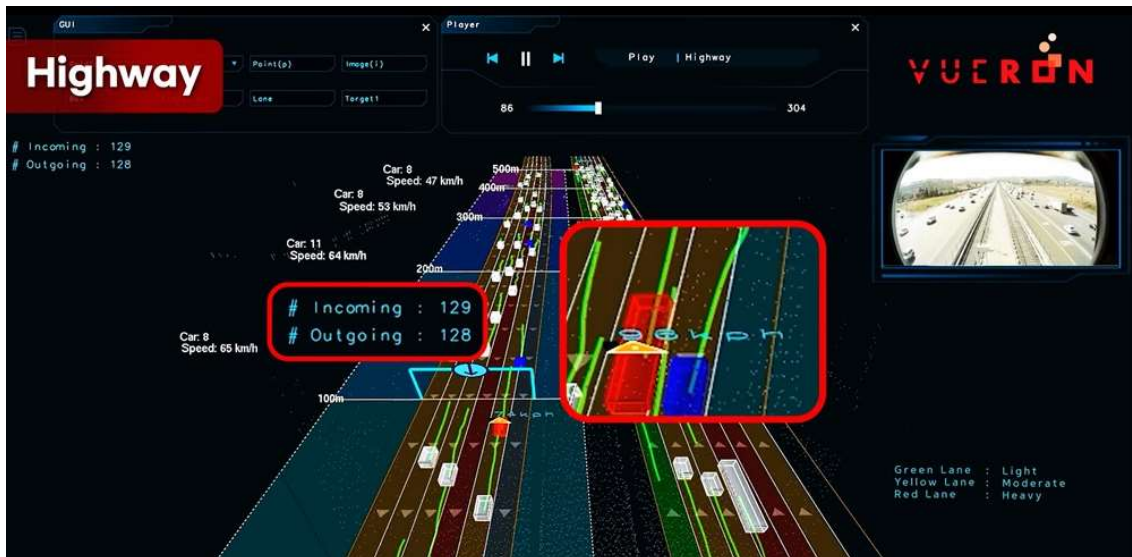 GUI
Player
Highway
Point(p)
Image(i)
Lane
Target1
Play | Highway
86
304
VUERON
# Incoming : 129
# Outgoing : 128
Car: 8
Speed: 47 km/h
500m
400m
Car: 8
Speed: 53 km/h
300m
Car: 11
Speed: 64 km/h
200m
# Incoming : 129
# Outgoing : 128
Car: 8
Speed: 65 km/h
100m
Green Lane : Light
Yellow Lane : Moderate
Red Lane : Heavy